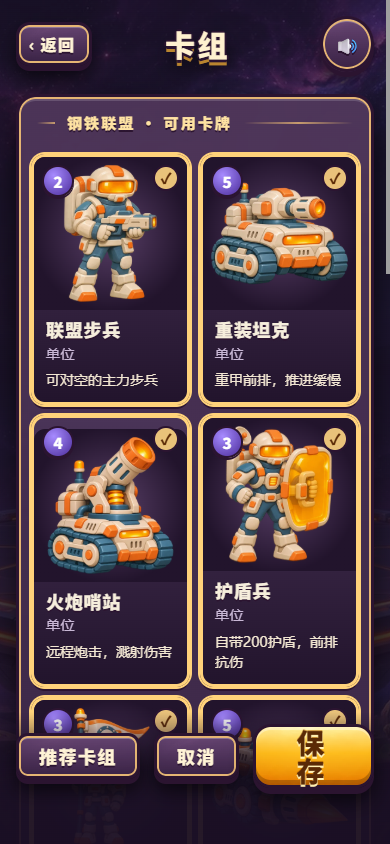 ‹ 返回
卡组
钢铁联盟 • 可用卡牌
2
5
联盟步兵
单位
可对空的主力步兵
重装坦克
单位
重甲前排，推进缓慢
4
3
火炮哨站
单位
远程炮击，溅射伤害
护盾兵
单位
自带200护盾，前排
抗伤
3
5
推荐卡组
取消
保
存